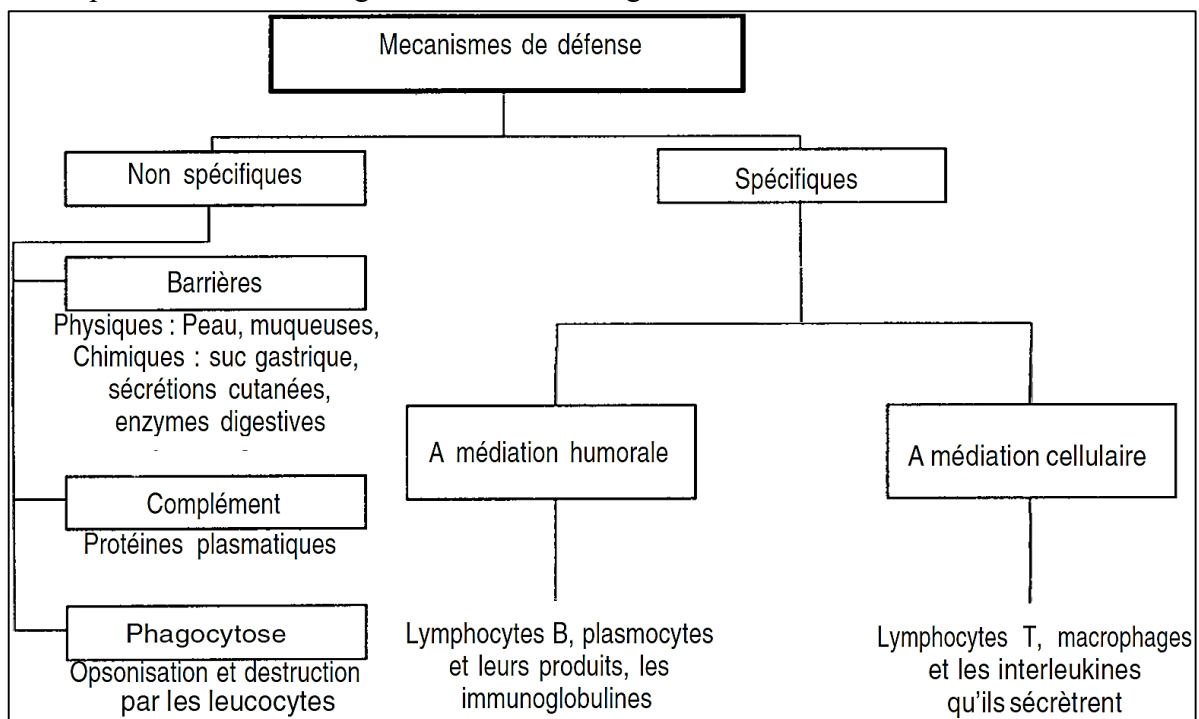 Mecanismes de défense
Non spécifiques
Spécifiques
Barrières
Physiques : Peau, muqueuses,
Chimiques : suc gastrique,
sécrétions cutanées,
enzymes digestives
Complément
Protéines plasmatiques
Phagocytose
Opsonisation et destruction
par les leucocytes
A médiation humorale
Lymphocytes B, plasmocytes
et leurs produits, les
immunoglobulines
A médiation cellulaire
Lymphocytes T, macrophages
et les interleukines
qu'ils sécrètrent